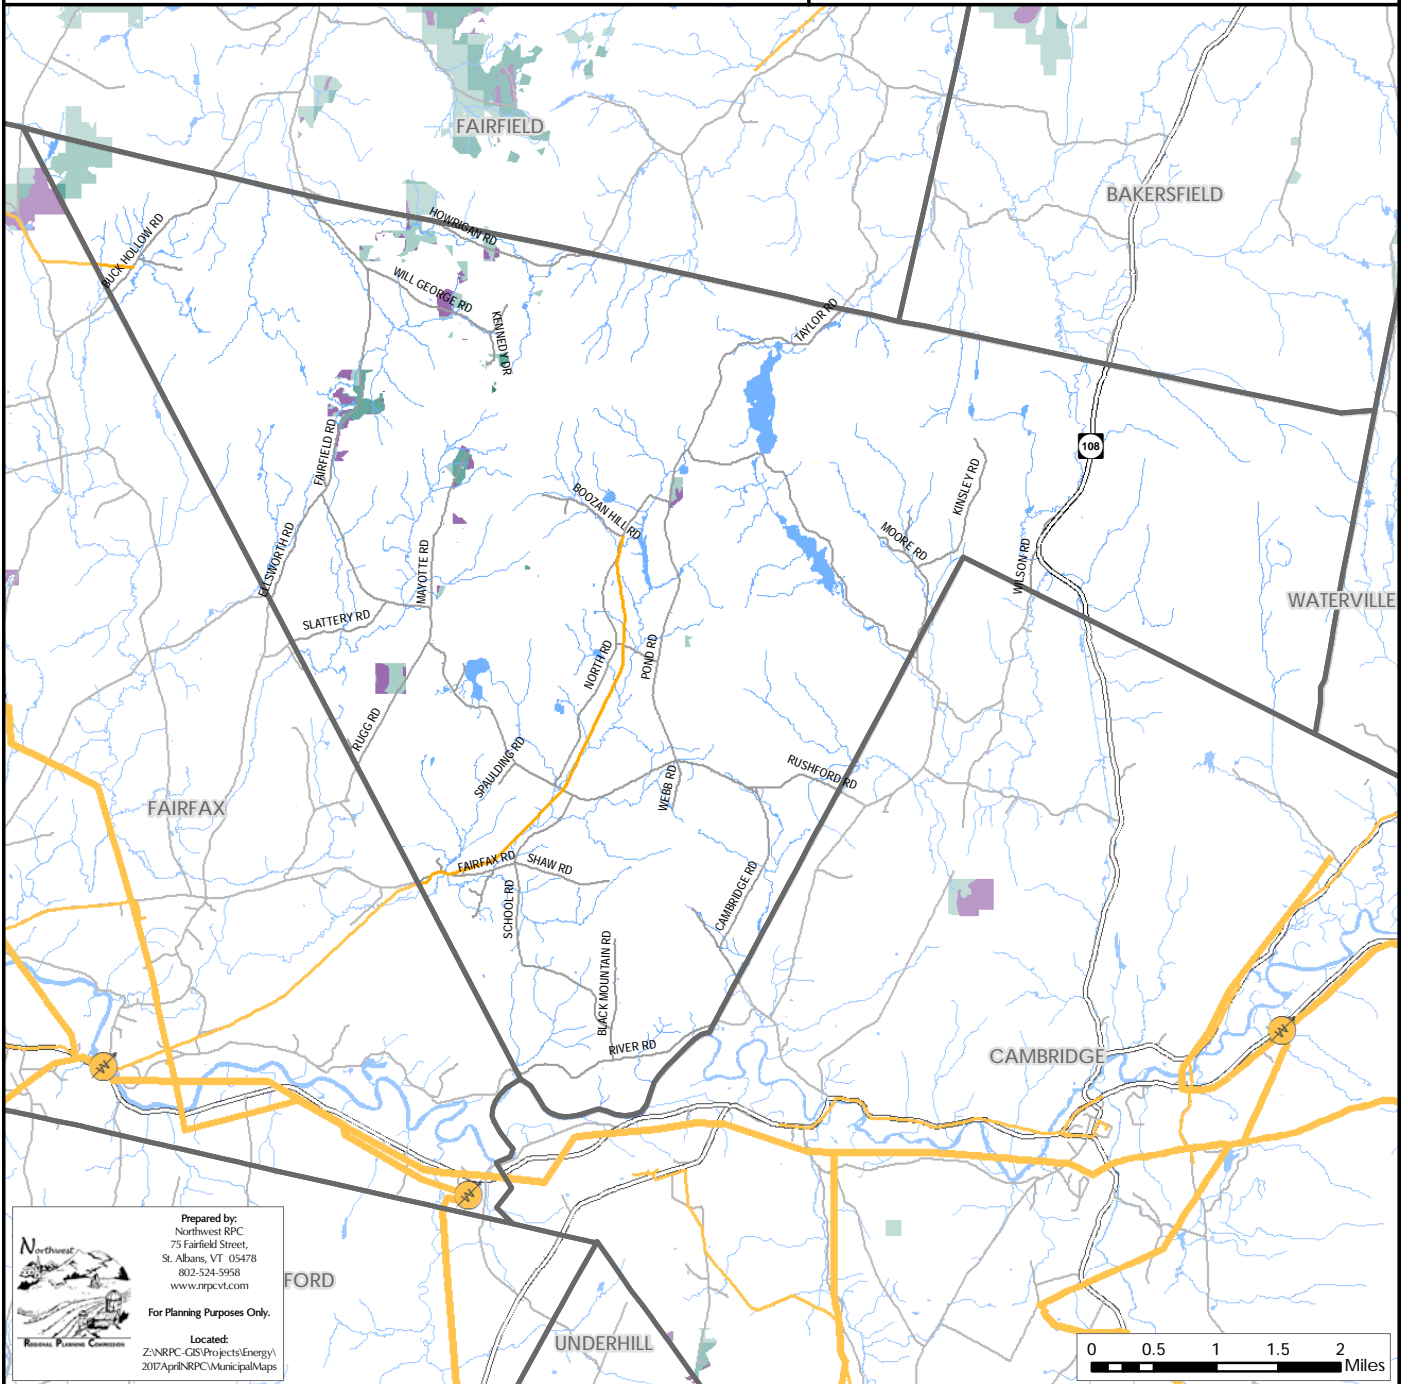 FAIRFIELD
BAKERSFIELD
BUCK HOLLOW RD
HOWRIGAN RD
WILL GEORGE RD
KENNEDY DR
TAYLOR RD
108
FAIRFIELD RD
KINSLEY RD
BOOZAN HILL RD
MOORE RD
ELLSWORTH RD
MAYOTTE RD
WILSON RD
WATERVILLE
SLATTERY RD
NORTH RD
POND RD
RUGG RD
SPAULDING RD
WEBB RD
RUSHFORD RD
FAIRFAX
FAIRFAX RD
SHAW RD
SCHOOL RD
CAMBRIDGE RD
BLACK MOUNTAIN RD
RIVER RD
CAMBRIDGE
W
W
W
Northwest
REGIONAL PLANNING COMMISSION
Prepared by:
Northwest RPC
75 Fairfield Street,
St. Albans, VT 05478
802-524-5958
www.nrpcvt.com
For Planning Purposes Only.
Located:
Z:\NRPC-GIS\Projects\Energy\
2017AprilNRPC\MunicipalMaps
FORD
UNDERHILL
0 0.5 1 1.5 2
Miles